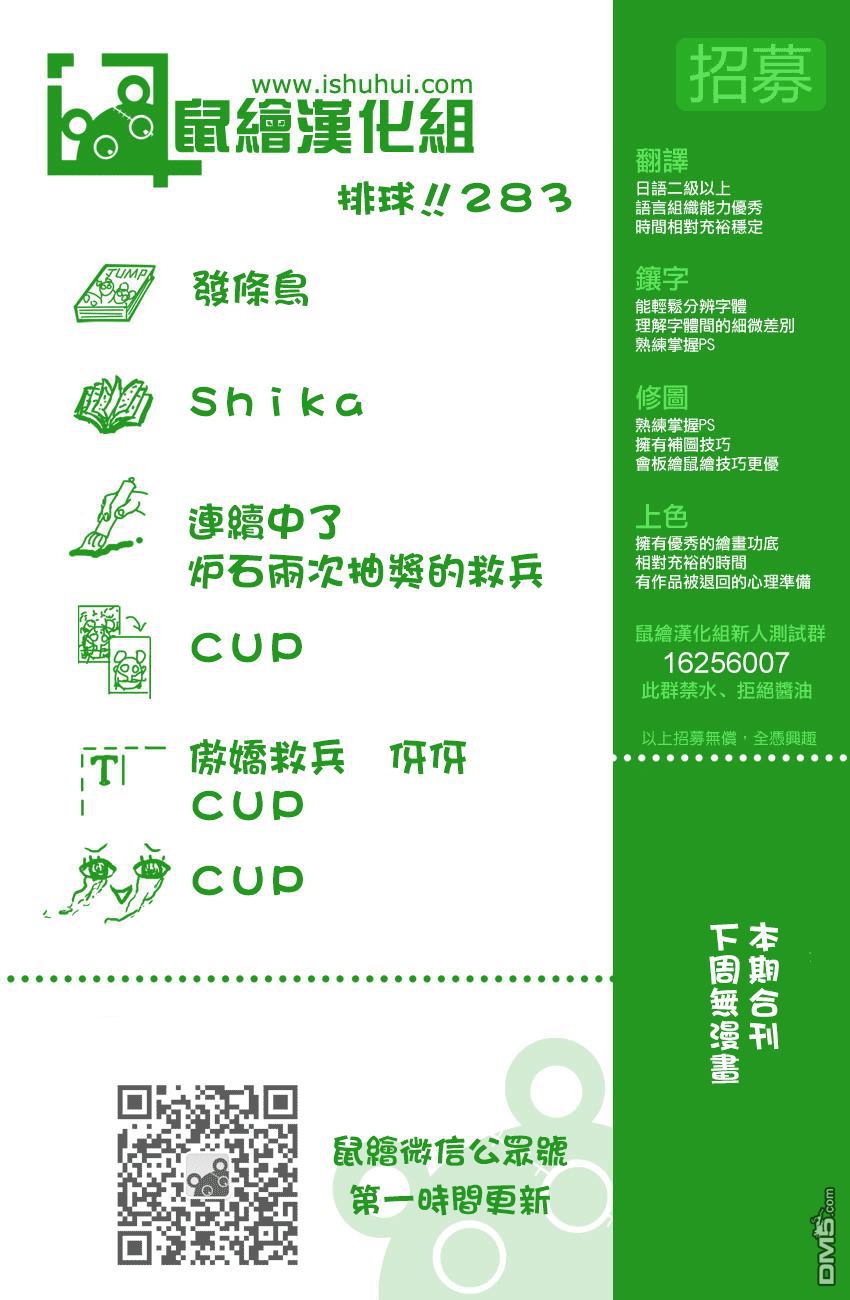 www.ishuhui.com
鼠繪漢化組
排球!!283
JUMP
發條鳥
Shika
連續中了
炉石兩次抽獎的救兵
cup
T
傲嬌救兵 伢伢
cup
cup
鼠繪微信公眾號
第一時間更新
招募
翻譯
日語二級以上
語言組織能力優秀
時間相對充裕穩定
鑲字
能輕鬆分辨字體
理解字體間的細微差別
熟練掌握PS
修圖
熟練掌握PS
擁有補圖技巧
會板繪鼠繪技巧更優
上色
擁有優秀的繪畫功底
相對充裕的時間
有作品被退回的心理準備
鼠繪漢化組新人測試群
16256007
此群禁水、拒絕醬油
以上招募無償，全憑興趣
本期合刊
下周無漫畫
DM5.com